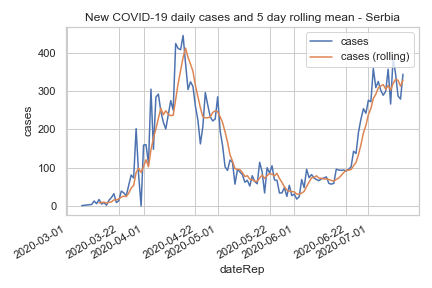 New COVID-19 daily cases and 5 day rolling mean - Serbia
cases
cases (rolling)
400
300
200
100
0
cases
2020-03-01
2020-03-22
2020-04-01
2020-04-22
2020-05-01
2020-05-22
2020-06-01
2020-06-22
2020-07-01
dateRep